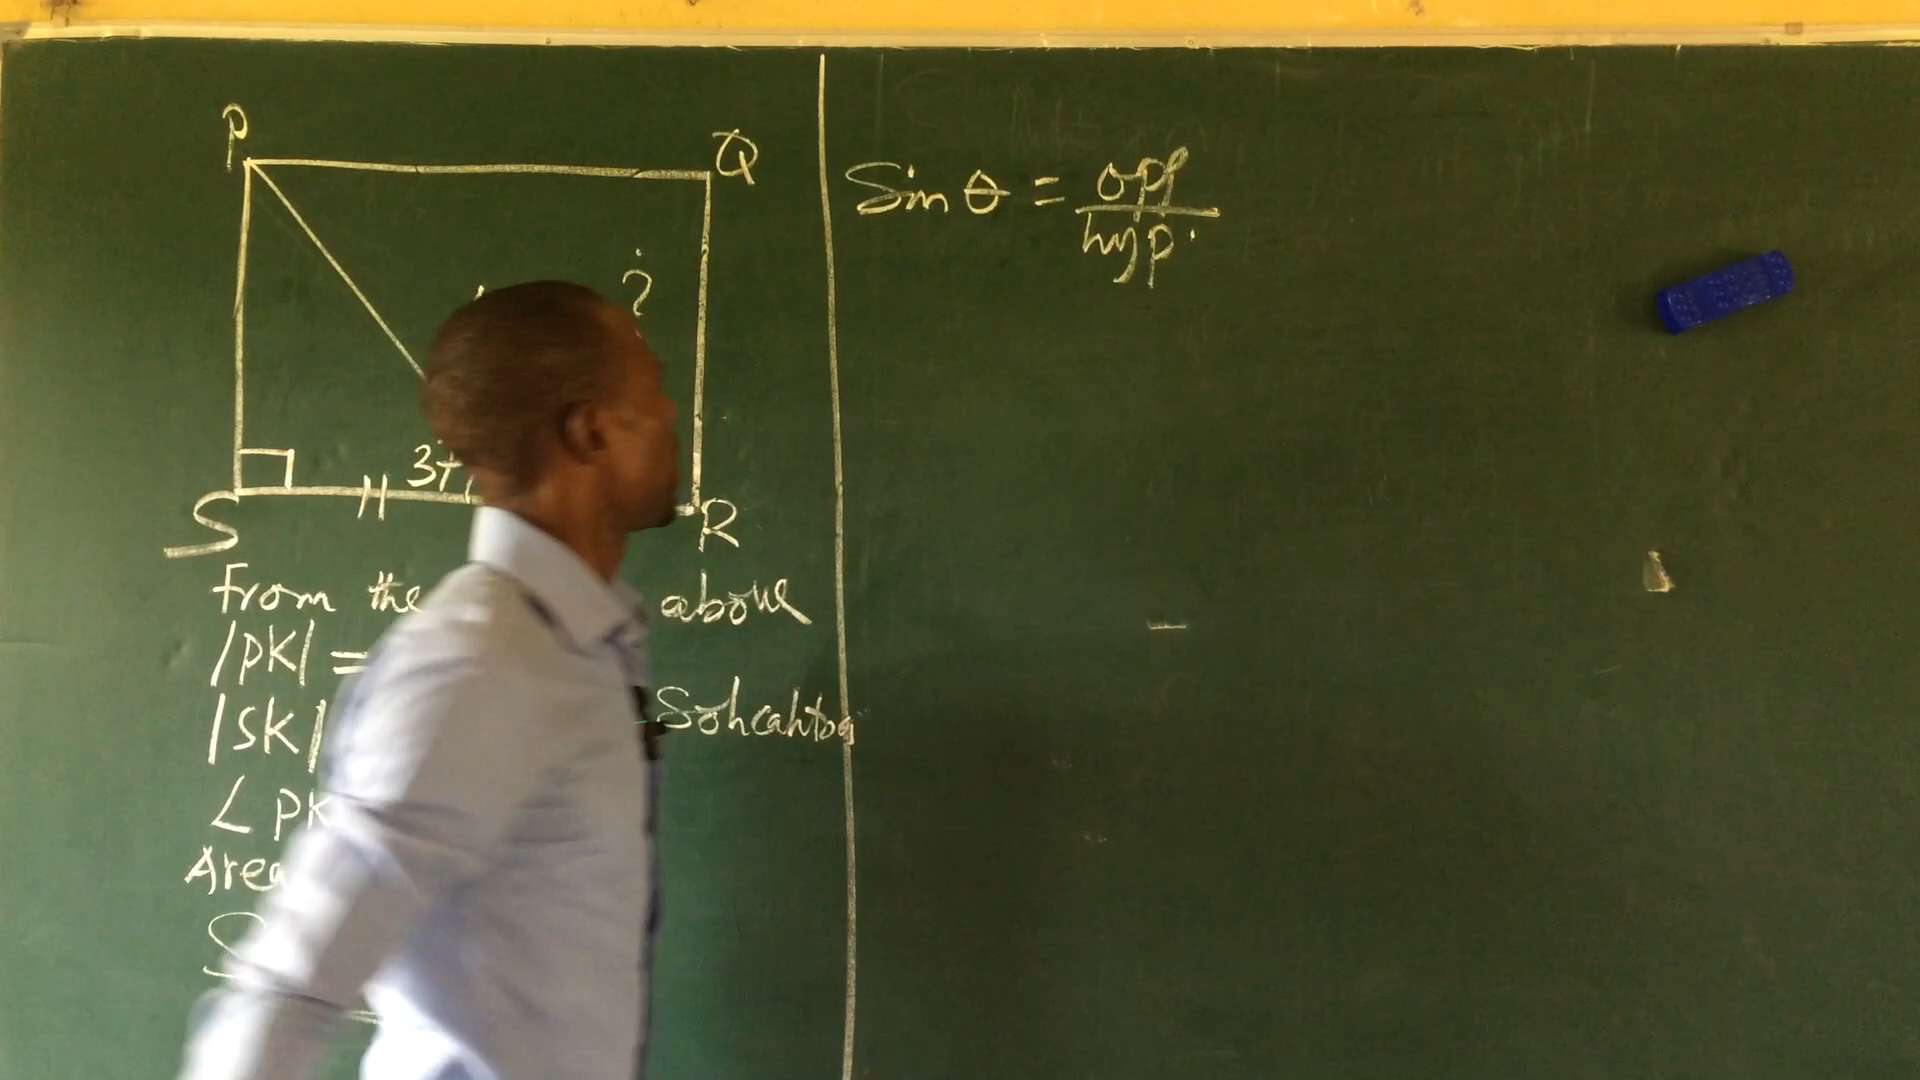 P
Q
?
S
R
From the above
/PK/ =
/SK/
Sohcahtoa
∠ PK
Area
Sin θ = opp
hyp